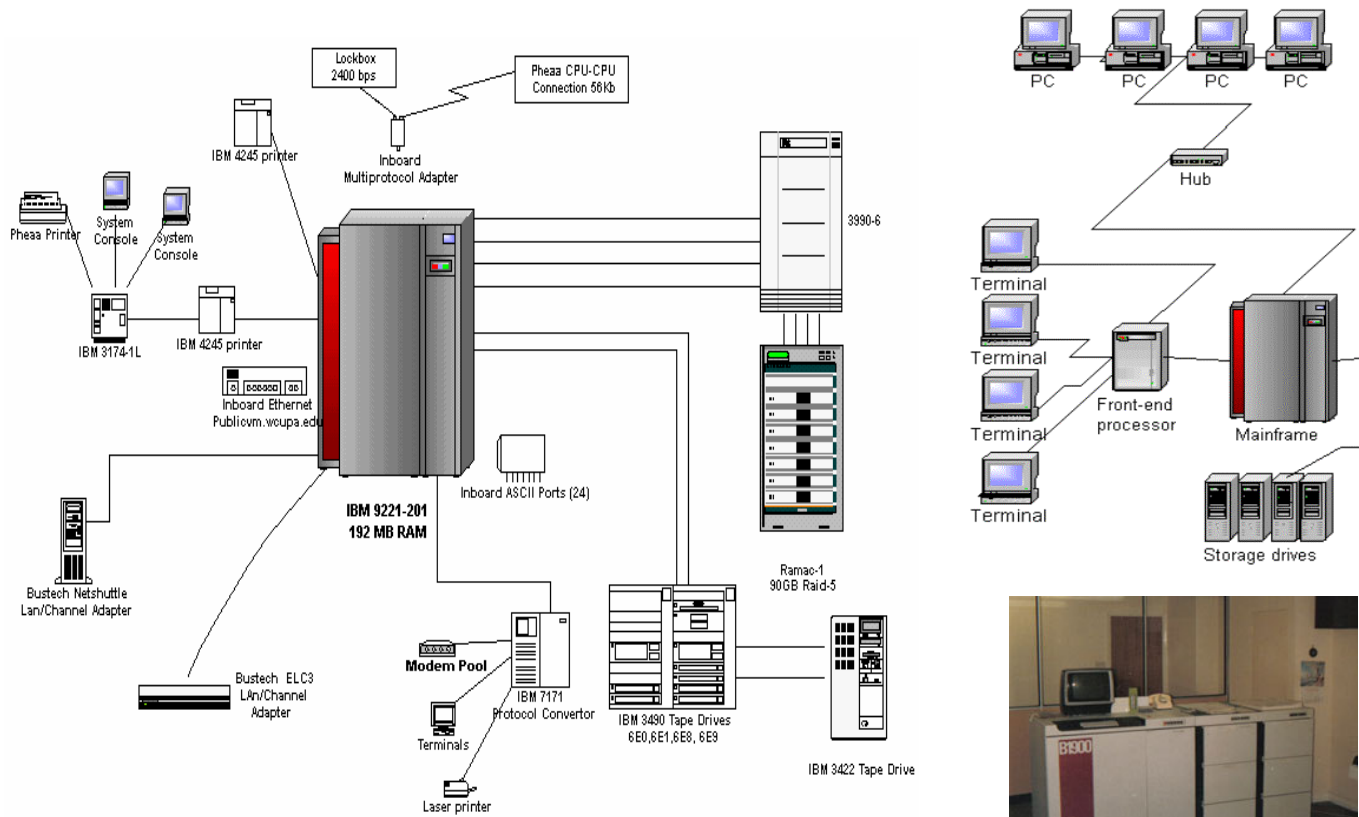 Lockbox
2400 bps
Pheaa CPU-CPU
Connection 56Kb
IBM 4245 printer
Inboard
Multiprotocol Adapter
Pheaa Printer
System
Console
System
Console
3990-6
IBM 3174-1L
IBM 4245 printer
Inboard Ethernet
Publicvm.wcupa.edu
Inboard ASCII Ports (24)
IBM 9221-201
192 MB RAM
Ramac-1
90GB Raid-5
Bustech Netshuttle
Lan/Channel Adapter
Bustech ELC3
LAn/Channel
Adapter
Modem Pool
IBM 7171
Protocol Convertor
Terminals
Laser printer
IBM 3490 Tape Drives
6E0,6E1,6E8, 6E9
IBM 3422 Tape Drive
PC
PC
PC
PC
Hub
Terminal
Terminal
Terminal
Terminal
Front-end
processor
Mainframe
Storage drives
B1900